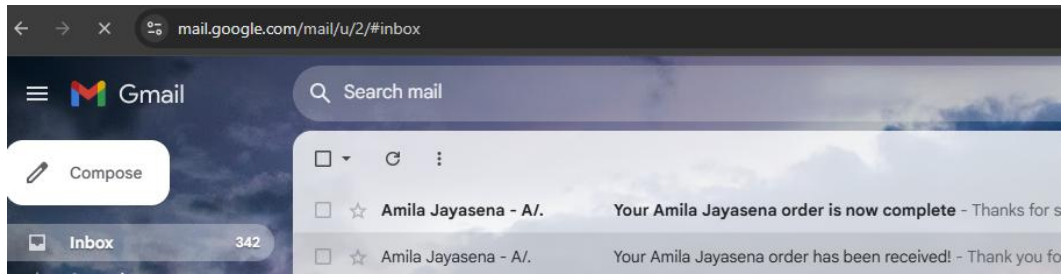 mail.google.com/mail/u/2/#inbox
Gmail
Search mail
Compose
Amila Jayasena - A/. Your Amila Jayasena order is now complete - Thanks for s
Inbox 342
Amila Jayasena - A/. Your Amila Jayasena order has been received! - Thank you fo